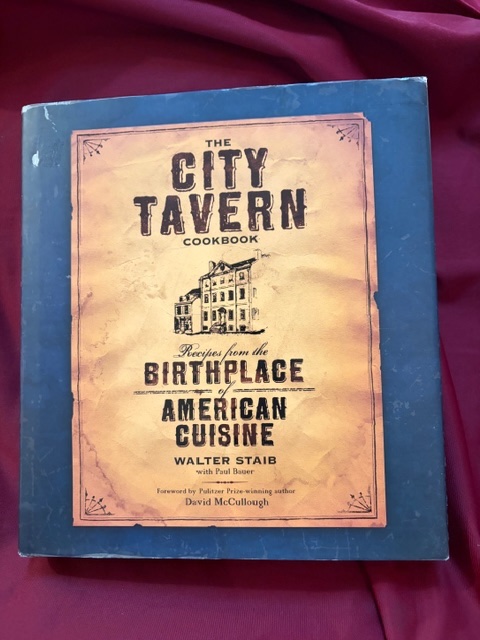 THE
CITY
TAVERN
COOKBOOK
Recipes from the
BIRTHPLACE
of
AMERICAN
CUISINE
WALTER STAIB
with Paul Bauer
Foreword by Pulitzer Prize-winning author
David McCullough